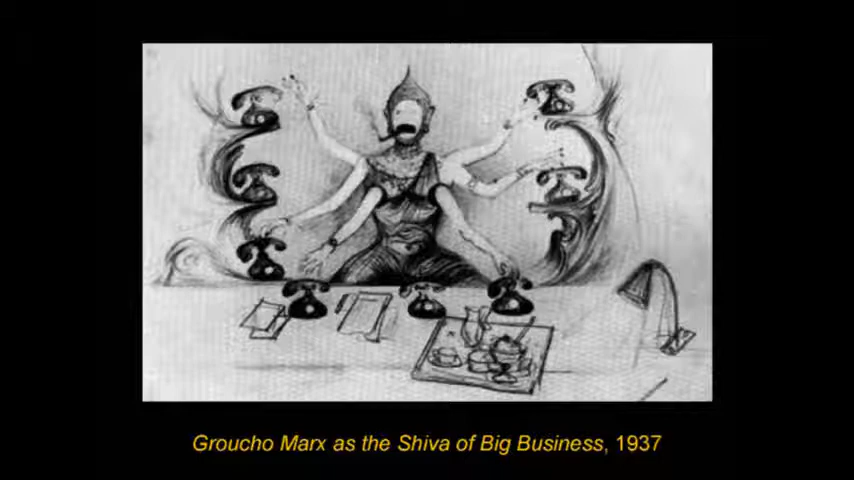 Groucho Marx as the Shiva of Big Business, 1937